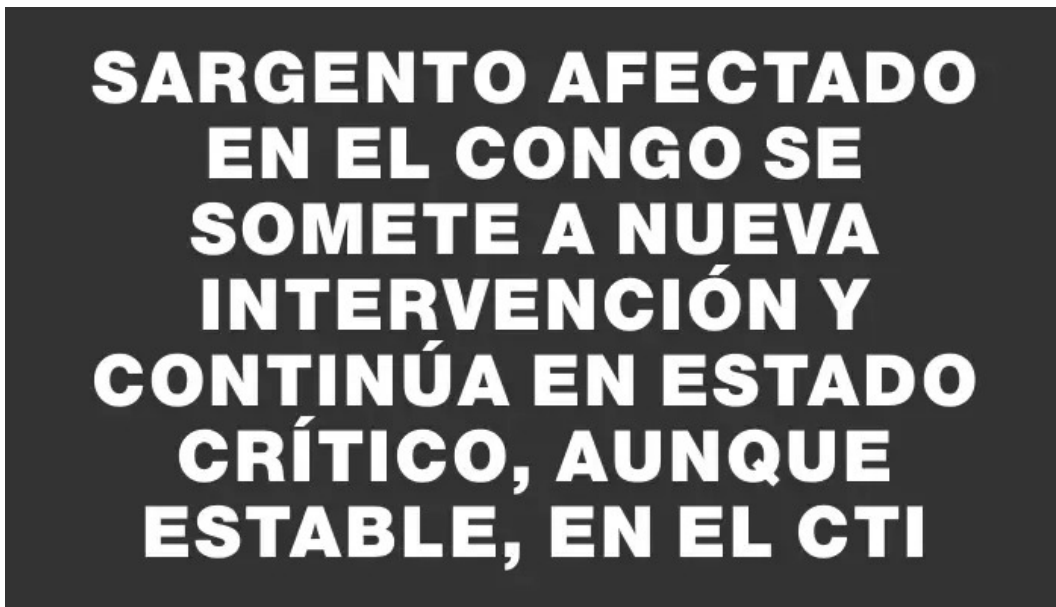 SARGENTO AFECTADO
EN EL CONGO SE
SOMETE A NUEVA
INTERVENCIÓN Y
CONTINÚA EN ESTADO
CRÍTICO, AUNQUE
ESTABLE, EN EL CTI